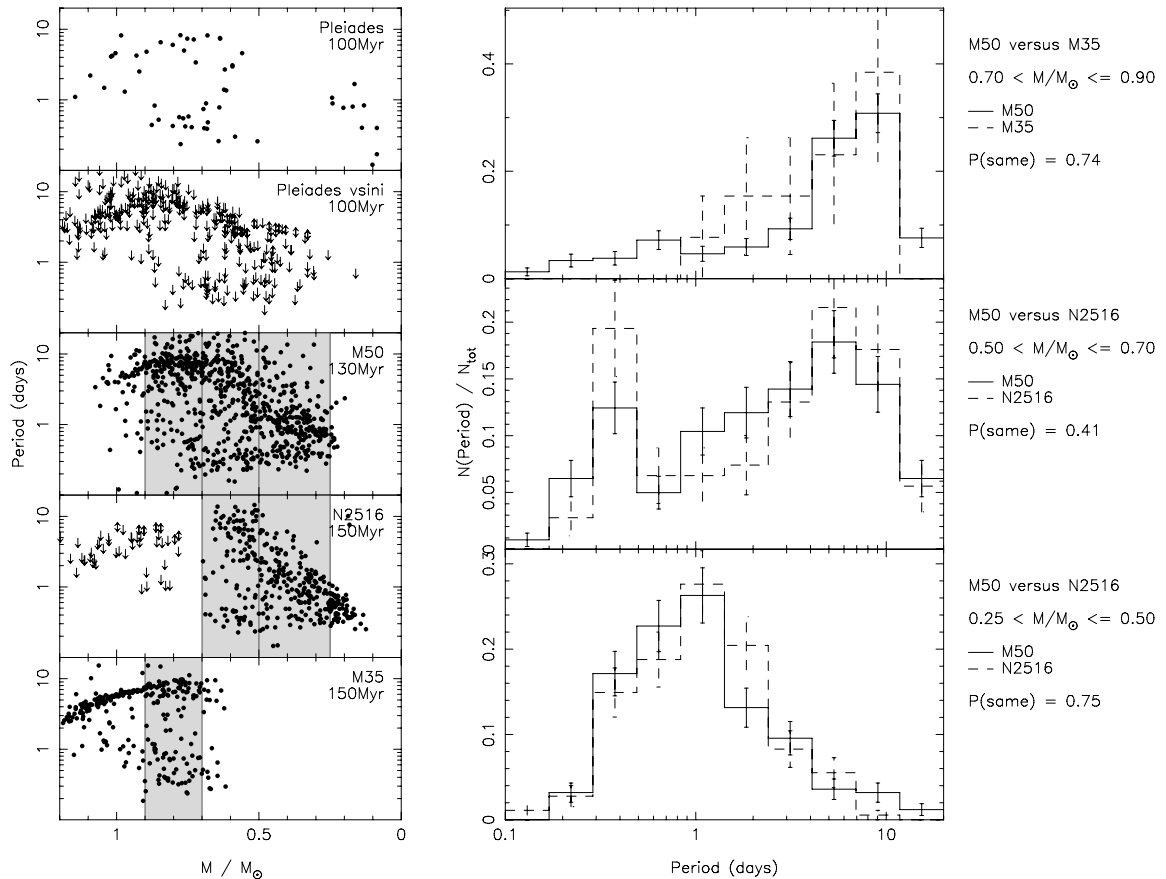 Pleiades
100Myr
10
1
Pleiades vsini
100Myr
10
1
M50
130Myr
10
1
N2516
150Myr
10
1
M35
150Myr
10
1
Period (days)
1 0.5 0
M / M⊙
0.4
0.2
0
0.2
0.15
0.1
0.05
0.3
0.2
0.1
0
N(Period) / Ntot
0.1 1 10
Period (days)
M50 versus M35
0.70 < M/M⊙ <= 0.90
M50
M35
P(same) = 0.74
M50 versus N2516
0.50 < M/M⊙ <= 0.70
M50
N2516
P(same) = 0.41
M50 versus N2516
0.25 < M/M⊙ <= 0.50
M50
N2516
P(same) = 0.75